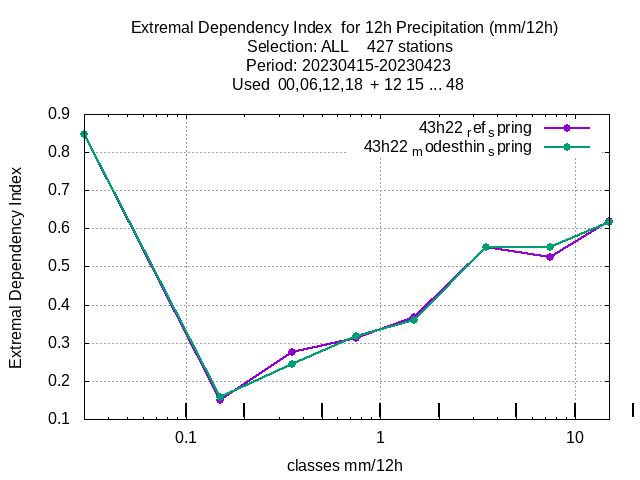 Extremal Dependency Index for 12h Precipitation (mm/12h)
Selection: ALL 427 stations
Period: 20230415-20230423
Used 00,06,12,18 + 12 15 ... 48
43h22 ref spring
43h22 modesthin spring
Extremal Dependency Index
0.9
0.8
0.7
0.6
0.5
0.4
0.3
0.2
0.1
0.1 1 10
classes mm/12h